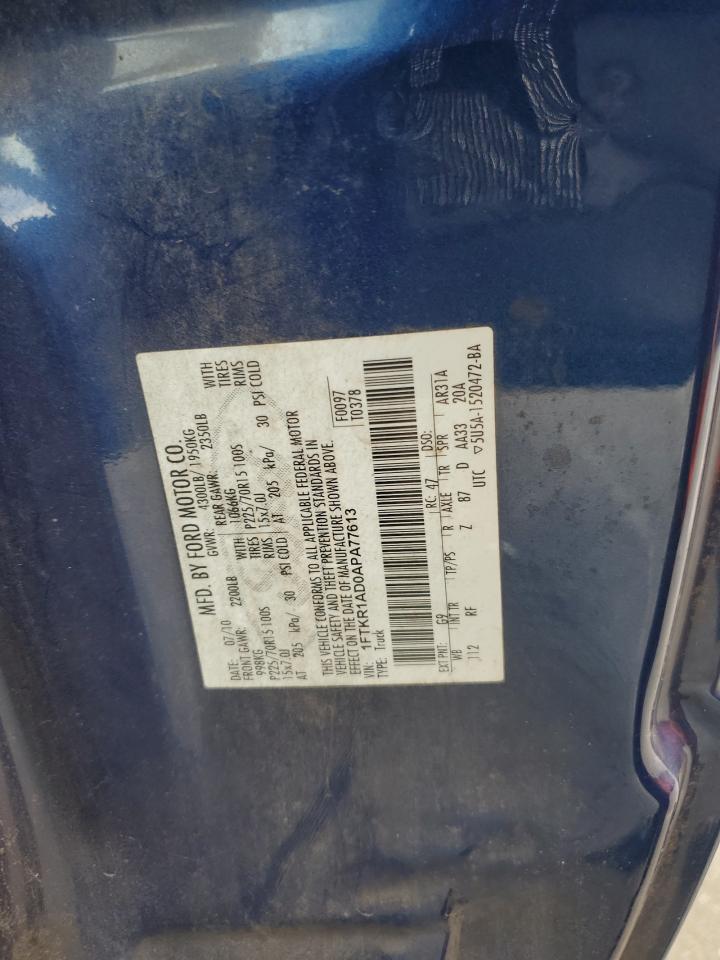 MFD. BY FORD MOTOR CO.
DATE: 07/10 GVWR: 4300LB/ 1950KG
FRONT GAWR: 2200LB REAR GAWR: 2350LB
998KG WITH 1066KG WITH
P225/70R15 100S TIRES P225/70R15 100S TIRES
15x7.0J RIMS 15x7.0J RIMS
AT 205 kPa/ 30 PSI COLD AT 205 kPa/ 30 PSI COLD
THIS VEHICLE CONFORMS TO ALL APPLICABLE FEDERAL MOTOR
VEHICLE SAFETY AND THEFT PREVENTION STANDARDS IN
EFFECT ON THE DATE OF MANUFACTURE SHOWN ABOVE.
VIN: 1FTKR1AD0APA77613 F0097
TYPE: Truck T0378
EXT PNT: G9 RC: 47 DSO:
WB INT TR TP/PS R AXLE TR SPR AR31A
112 RF Z B7 D AA33 20A
UTC ▽5U5A-1520472-BA